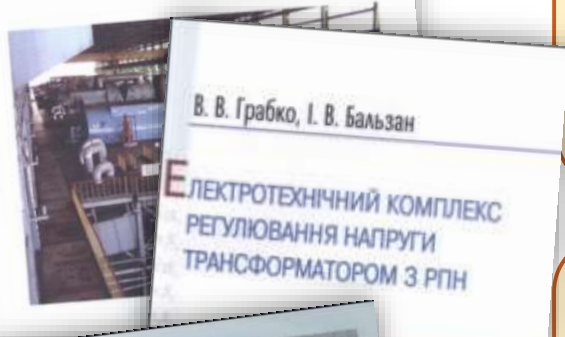 В. В. Грабко, І. В. Бальзан
ЕЛЕКТРОТЕХНІЧНИЙ КОМПЛЕКС
РЕГУЛЮВАННЯ НАПРУГИ
ТРАНСФОРМАТОРОМ З РПН